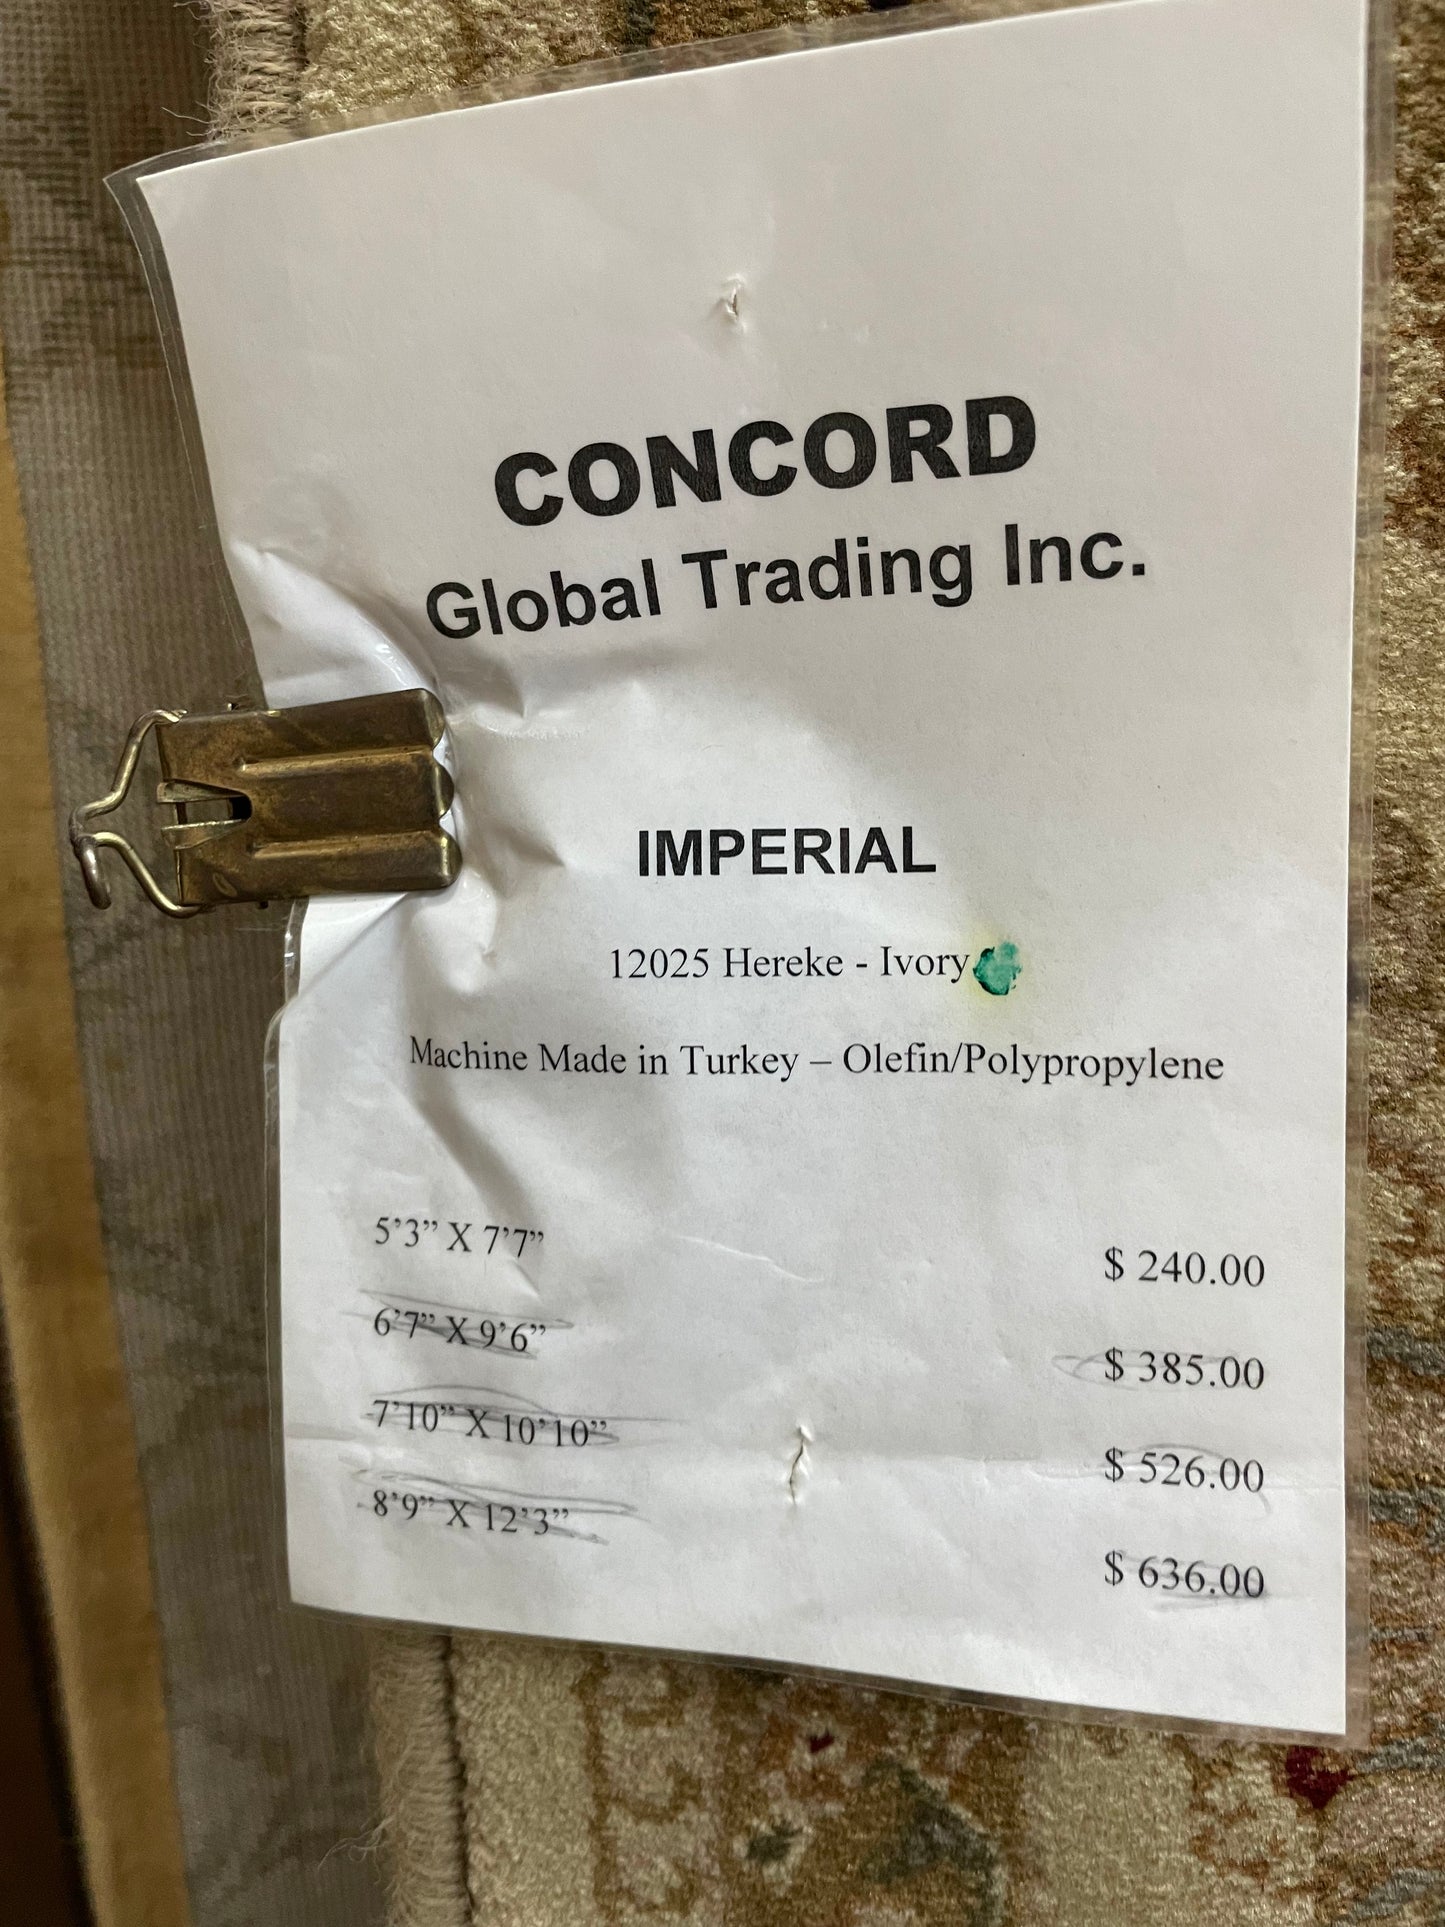 CONCORD
Global Trading Inc.
IMPERIAL
12025 Hereke - Ivory
Machine Made in Turkey – Olefin/Polypropylene
5’3” X 7’7” $ 240.00
6’7” X 9’6” $ 385.00
7’10” X 10’10” $ 526.00
8’9” X 12’3” $ 636.00